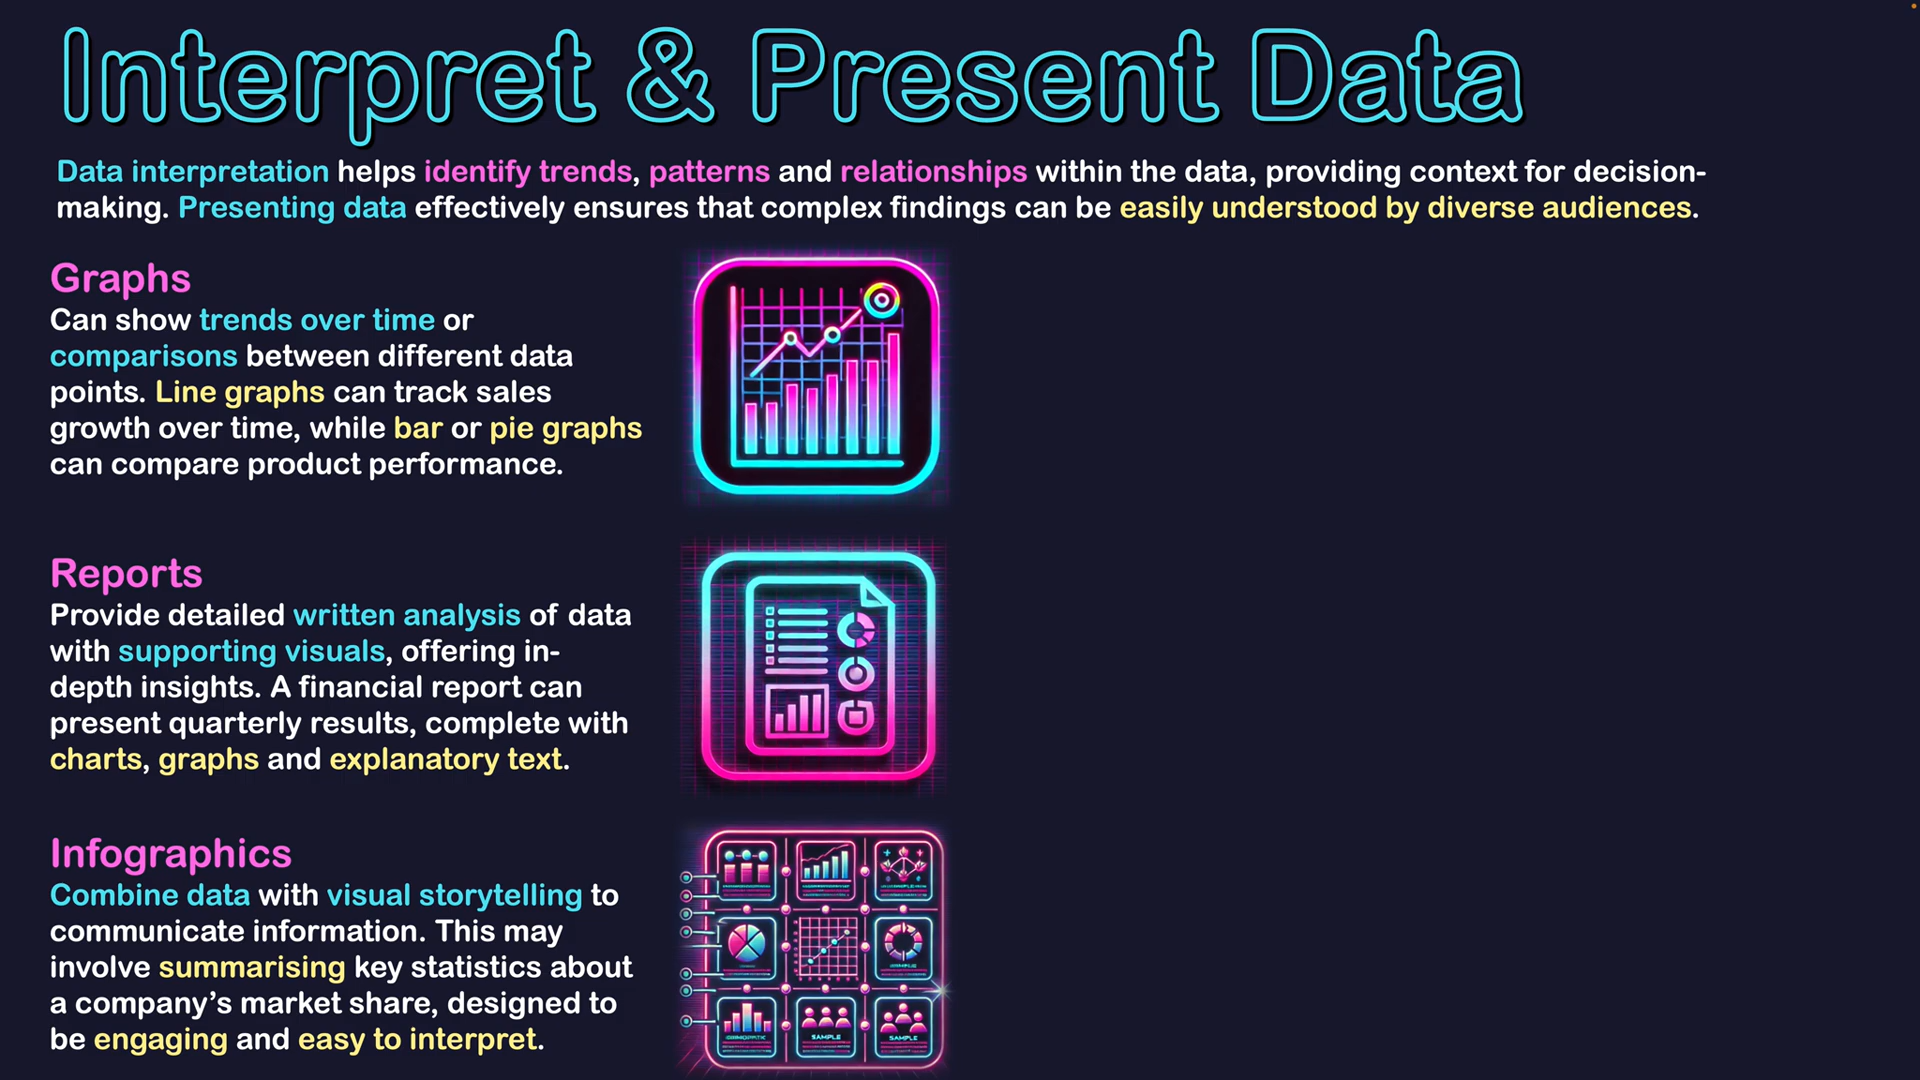 Interpret & Present Data
Data interpretation helps identify trends, patterns and relationships within the data, providing context for decision-
making. Presenting data effectively ensures that complex findings can be easily understood by diverse audiences.
Graphs
Can show trends over time or
comparisons between different data
points. Line graphs can track sales
growth over time, while bar or pie graphs
can compare product performance.
Reports
Provide detailed written analysis of data
with supporting visuals, offering in-
depth insights. A financial report can
present quarterly results, complete with
charts, graphs and explanatory text.
Infographics
Combine data with visual storytelling to
communicate information. This may
involve summarising key statistics about
a company’s market share, designed to
be engaging and easy to interpret.
SAMPLE
SAMPLE